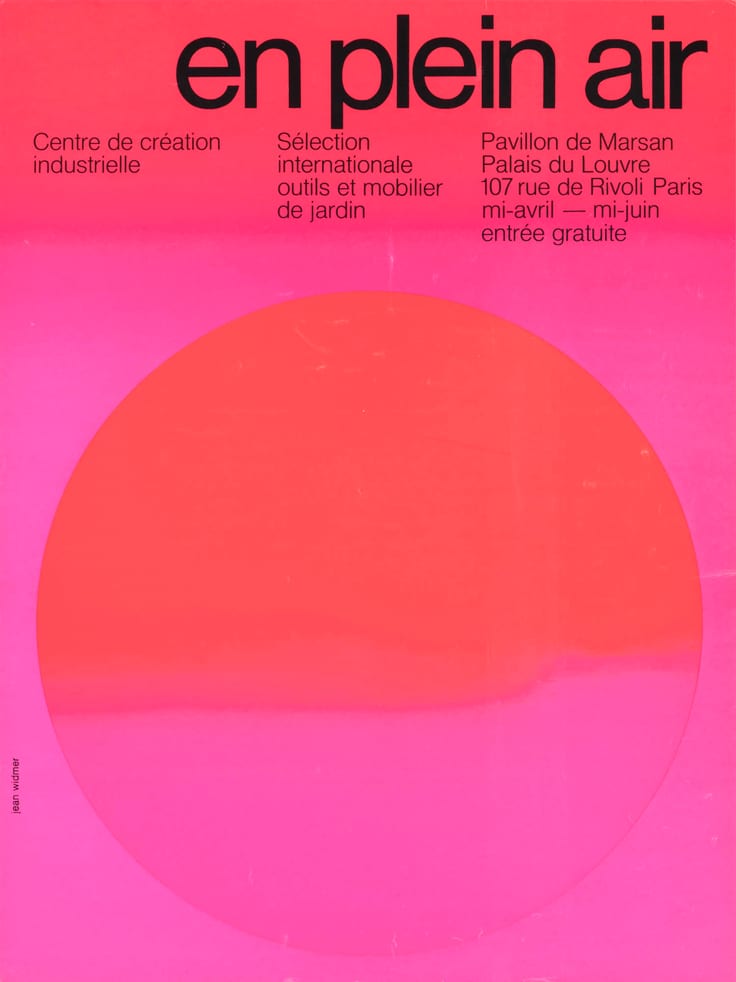 en plein air
Centre de création
industrielle
Sélection
internationale
outils et mobilier
de jardin
Pavillon de Marsan
Palais du Louvre
107 rue de Rivoli Paris
mi-avril — mi-juin
entrée gratuite
jean widmer